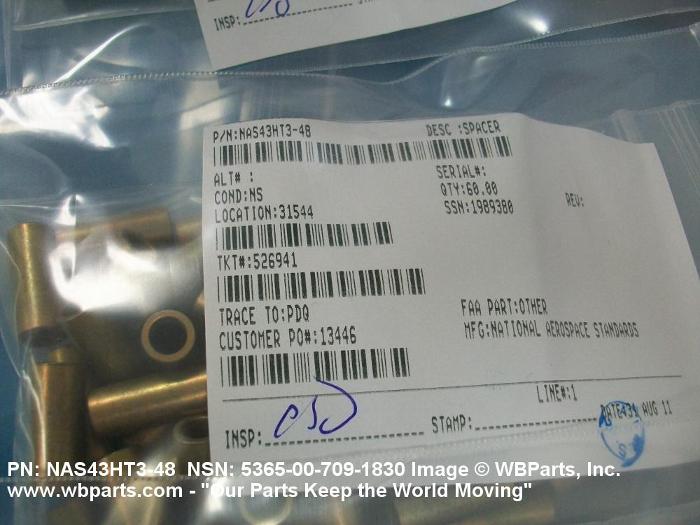 INSP:
P/N:NAS43HT3-48 DESC :SPACER
ALT# : SERIAL#:
COND:NS QTY:60.00 REV:
LOCATION:31544 SSN:1989380
TKT#:526941
TRACE TO:PDQ FAA PART:OTHER
CUSTOMER PO#:13446 MFG:NATIONAL AEROSPACE STANDARDS
LINE#:1
INSP: STAMP: DATE:31 AUG 11
PN: NAS43HT3-48 NSN: 5365-00-709-1830 Image © WBParts, Inc.
www.wbparts.com - "Our Parts Keep the World Moving"